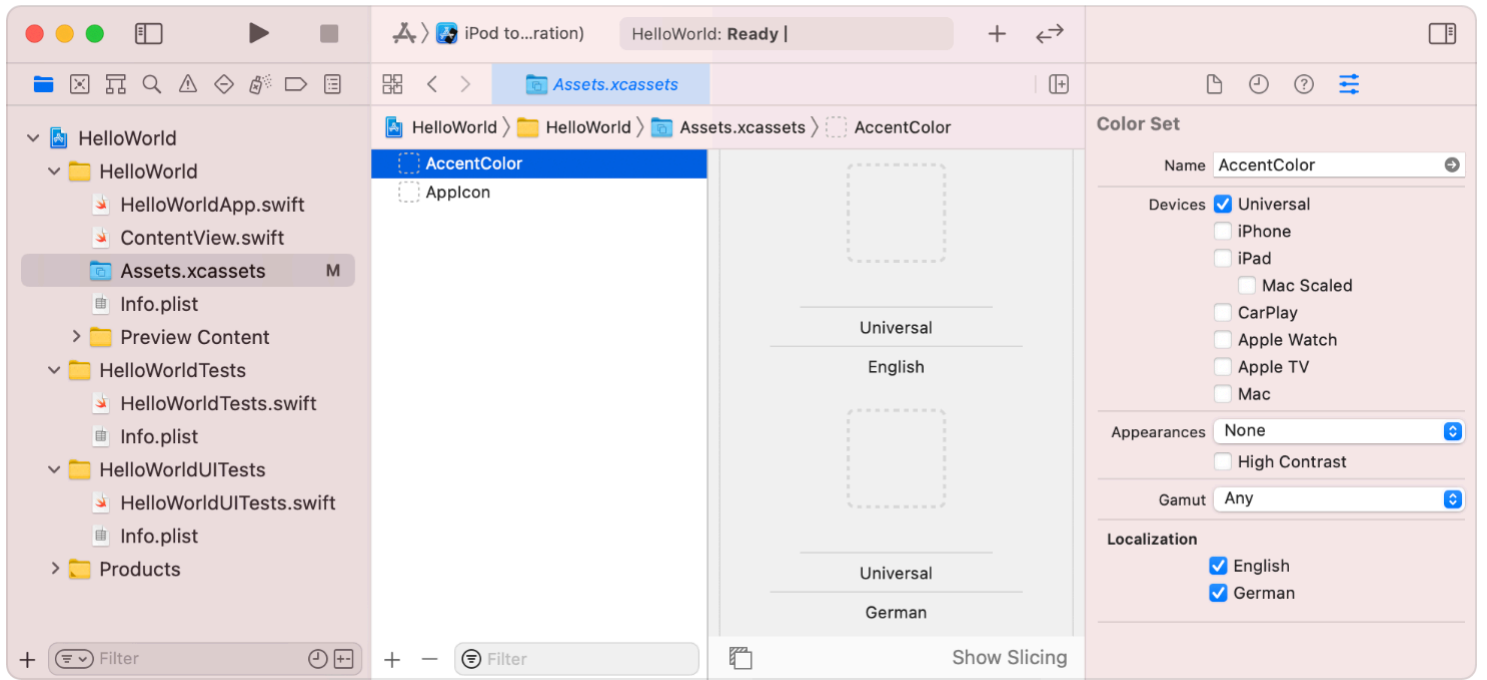 iPod to...ration)
HelloWorld: Ready |
Assets.xcassets
HelloWorld
HelloWorld
HelloWorldApp.swift
ContentView.swift
Assets.xcassets M
Info.plist
Preview Content
HelloWorldTests
HelloWorldTests.swift
Info.plist
HelloWorldUITests
HelloWorldUITests.swift
Info.plist
Products
Filter
HelloWorld HelloWorld Assets.xcassets AccentColor
AccentColor
AppIcon
Filter
Universal
English
Universal
German
Show Slicing
Color Set
Name AccentColor
Devices Universal
iPhone
iPad
Mac Scaled
CarPlay
Apple Watch
Apple TV
Mac
Appearances None
High Contrast
Gamut Any
Localization
English
German